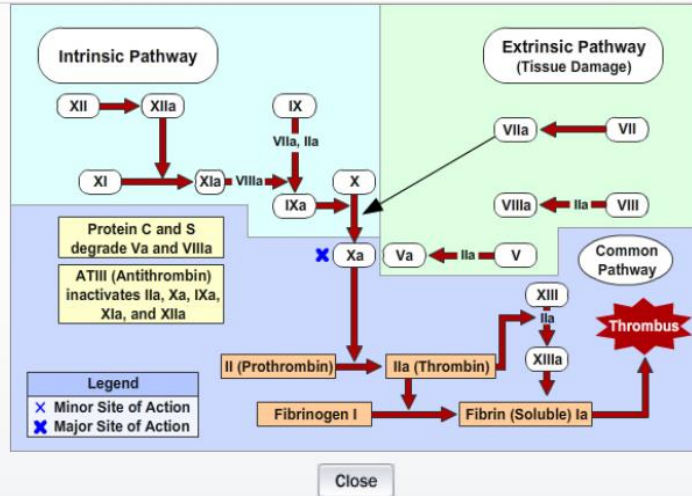 Intrinsic Pathway
Extrinsic Pathway
(Tissue Damage)
XII
XIIa
IX
VIIa, IIa
VIIa
VII
XI
XIa
VIIIa
X
IXa
VIIIa
IIa
VIII
Protein C and S
degrade Va and VIIIa
Xa
Va
IIa
V
Common
Pathway
ATIII (Antithrombin)
inactivates IIa, Xa, IXa,
XIa, and XIIa
XIII
IIa
Thrombus
II (Prothrombin)
IIa (Thrombin)
XIIIa
Legend
Minor Site of Action
Major Site of Action
Fibrinogen I
Fibrin (Soluble) Ia
Close